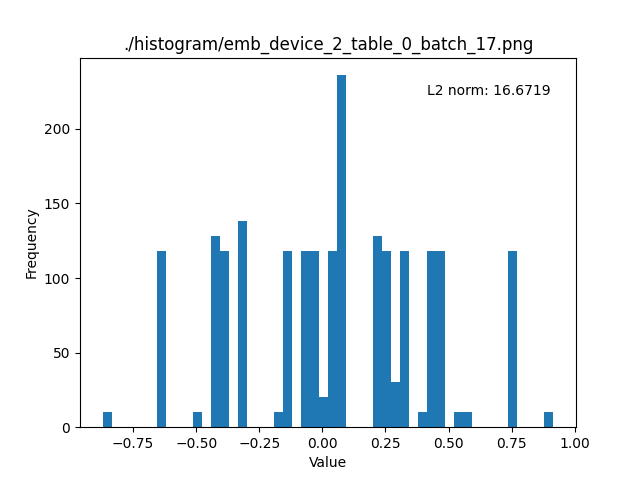 ./histogram/emb_device_2_table_0_batch_17.png
L2 norm: 16.6719
200
150
100
50
0
Frequency
−0.75 −0.50 −0.25 0.00 0.25 0.50 0.75 1.00
Value